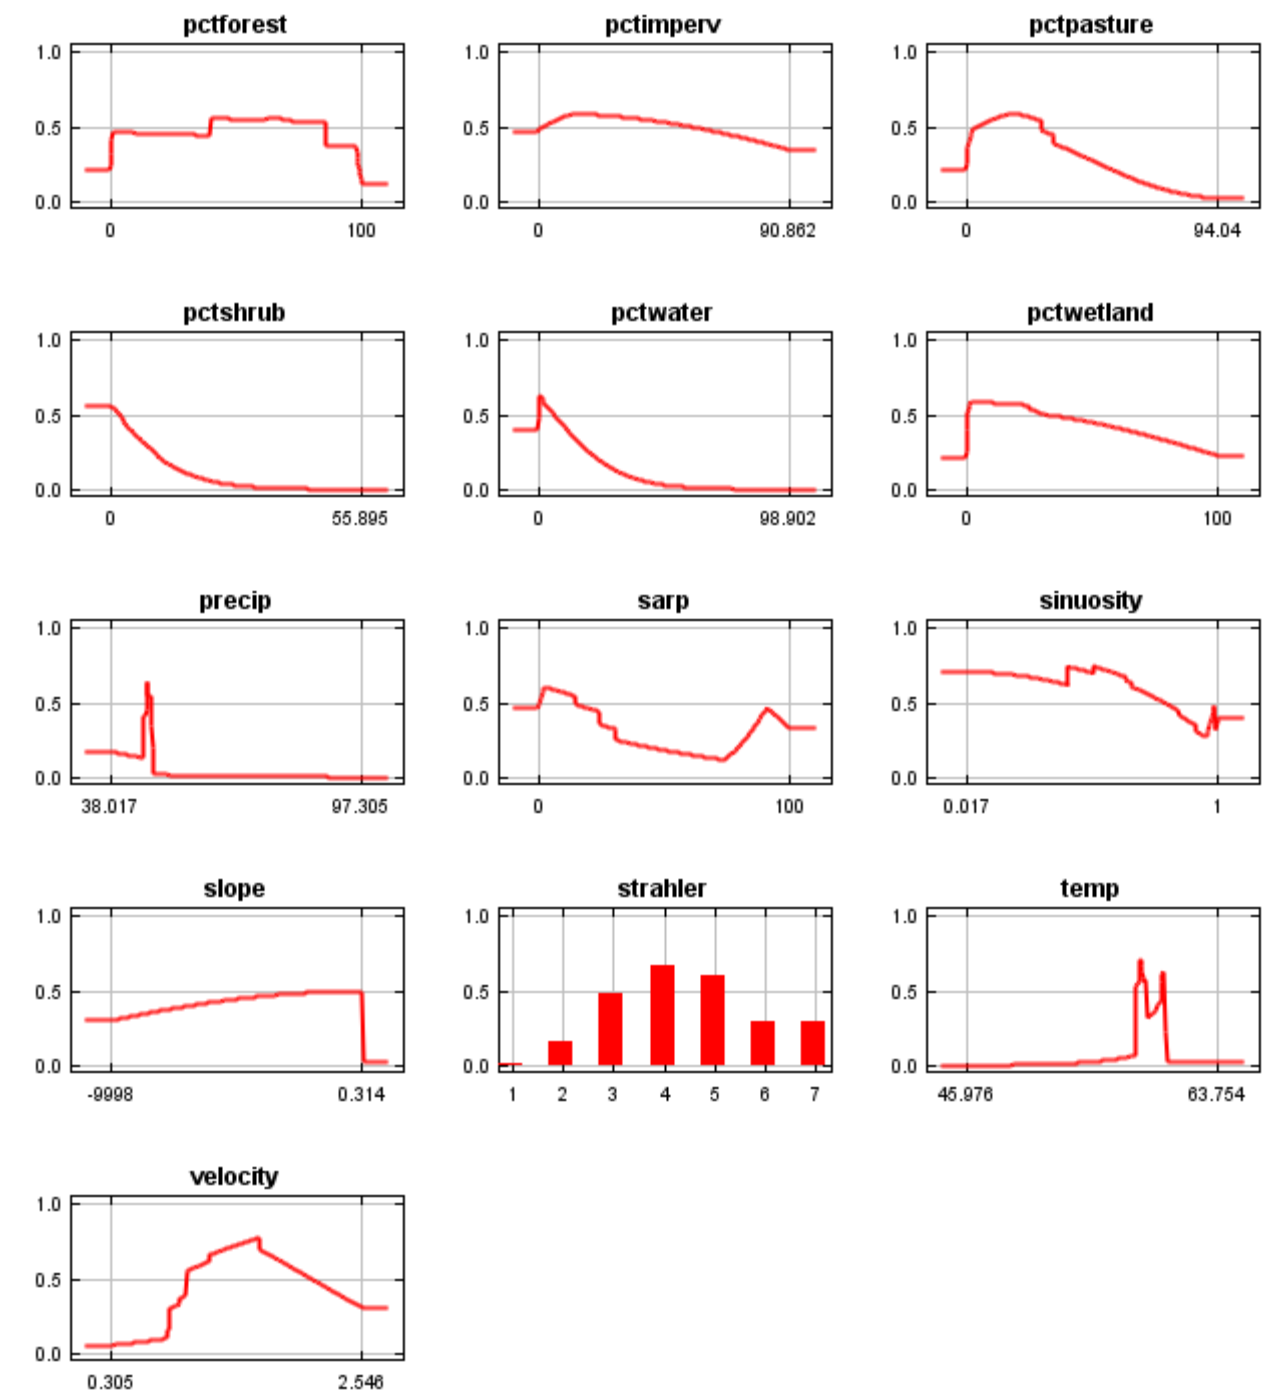 pctforest pctimperv pctpasture
1.0 1.0 1.0
0.5 0.5 0.5
0.0 0.0 0.0
0 100 0 90.862 0 94.04
pctshrub pctwater pctwetland
1.0 1.0 1.0
0.5 0.5 0.5
0.0 0.0 0.0
0 55.895 0 98.902 0 100
precip sarp sinuosity
1.0 1.0 1.0
0.5 0.5 0.5
0.0 0.0 0.0
38.017 97.305 0 100 0.017 1
slope strahler temp
1.0 1.0 1.0
0.5 0.5 0.5
0.0 0.0 0.0
-9998 0.314 1 2 3 4 5 6 7 45.976 63.754
velocity
1.0
0.5
0.0
0.305 2.546